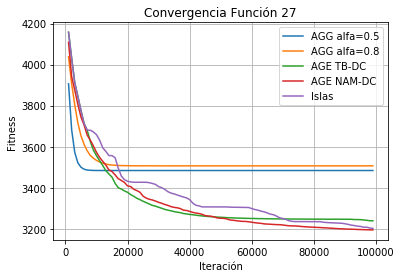 Convergencia Función 27
4200
4000
3800
3600
3400
3200
Fitness
AGG alfa=0.5
AGG alfa=0.8
AGE TB-DC
AGE NAM-DC
Islas
0
20000
40000
60000
80000
100000
Iteración